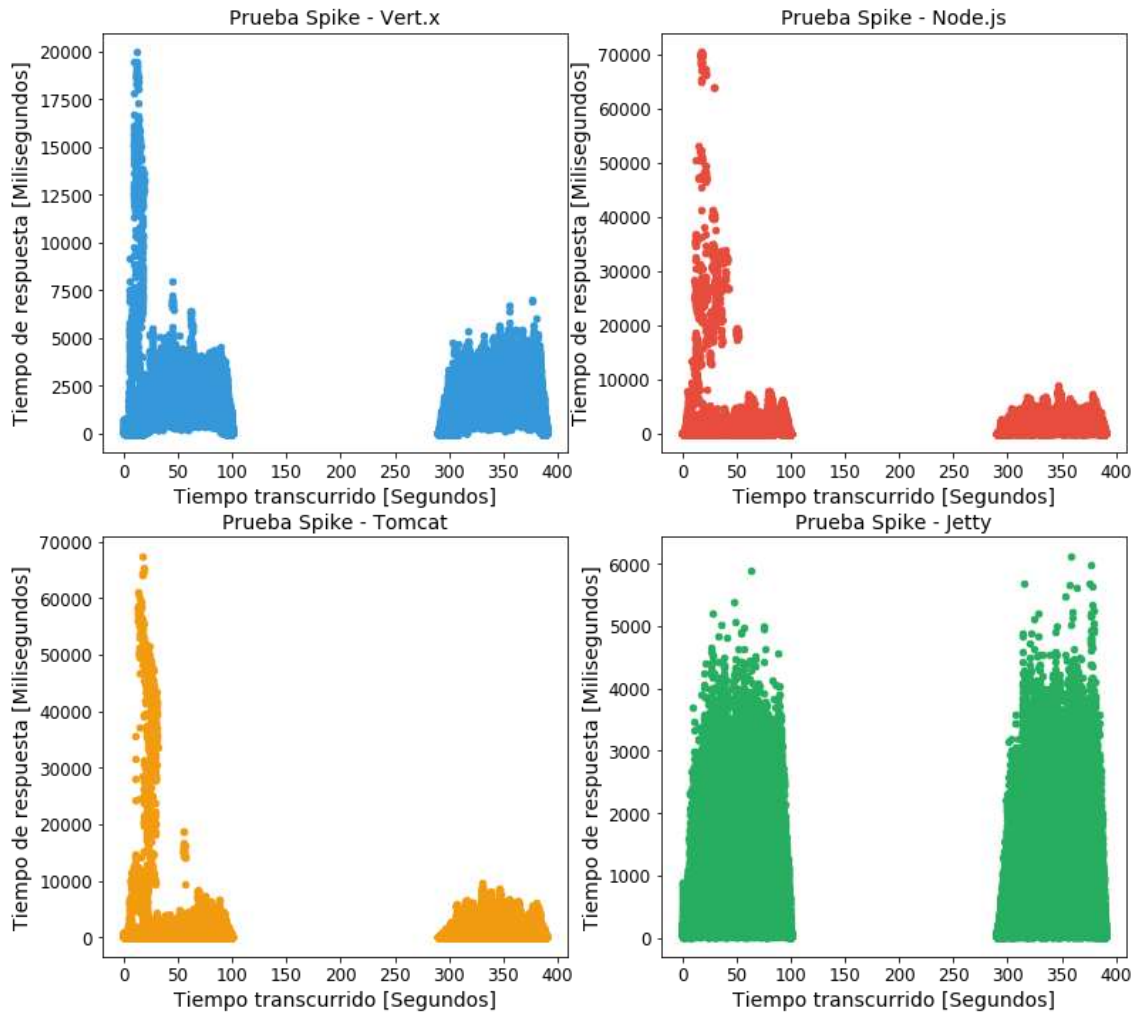 Prueba Spike - Vert.x
Tiempo de respuesta [Milisegundos]
20000
17500
15000
12500
10000
7500
5000
2500
0
0 50 100 150 200 250 300 350 400
Tiempo transcurrido [Segundos]
Prueba Spike - Node.js
Tiempo de respuesta [Milisegundos]
70000
60000
50000
40000
30000
20000
10000
0
0 50 100 150 200 250 300 350 400
Tiempo transcurrido [Segundos]
Prueba Spike - Tomcat
Tiempo de respuesta [Milisegundos]
70000
60000
50000
40000
30000
20000
10000
0
0 50 100 150 200 250 300 350 400
Tiempo transcurrido [Segundos]
Prueba Spike - Jetty
Tiempo de respuesta [Milisegundos]
6000
5000
4000
3000
2000
1000
0
0 50 100 150 200 250 300 350 400
Tiempo transcurrido [Segundos]